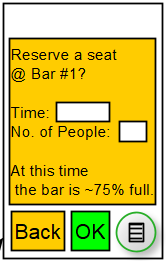 Reserve a seat
@ Bar #1?
Time:
No. of People:
At this time
the bar is ~75% full.
Back OK